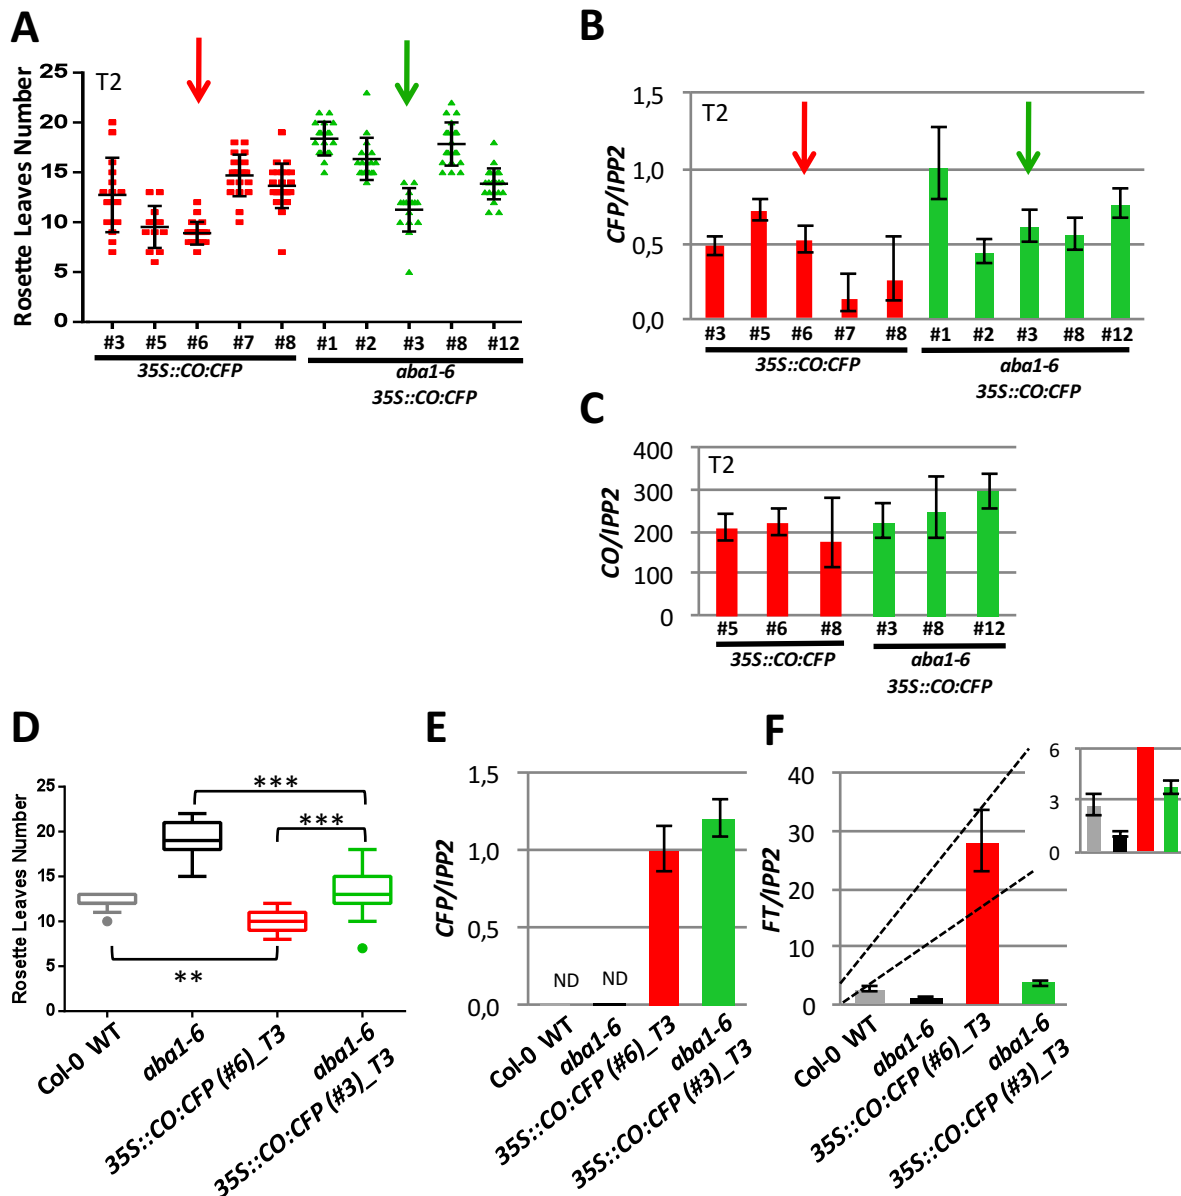 A
Rosette Leaves Number
T2
25
20
15
10
5
0
#3 #5 #6 #7 #8 #1 #2 #3 #8 #12
35S::CO:CFP
aba1-6
35S::CO:CFP
B
CFP/IPP2
T2
1,5
1,0
0,5
0,0
#3 #5 #6 #7 #8 #1 #2 #3 #8 #12
35S::CO:CFP
aba1-6
35S::CO:CFP
C
CO/IPP2
T2
400
300
200
100
0
#5 #6 #8 #3 #8 #12
35S::CO:CFP
aba1-6
35S::CO:CFP
D
Rosette Leaves Number
25
20
15
10
5
0
***
***
**
Col-0 WT
aba1-6
35S::CO:CFP (#6)_T3
aba1-6
35S::CO:CFP (#3)_T3
E
CFP/IPP2
1,5
1,0
0,5
0,0
ND ND
Col-0 WT
aba1-6
35S::CO:CFP (#6)_T3
aba1-6
35S::CO:CFP (#3)_T3
F
FT/IPP2
40
30
20
10
0
6
3
0
Col-0 WT
aba1-6
35S::CO:CFP (#6)_T3
aba1-6
35S::CO:CFP (#3)_T3